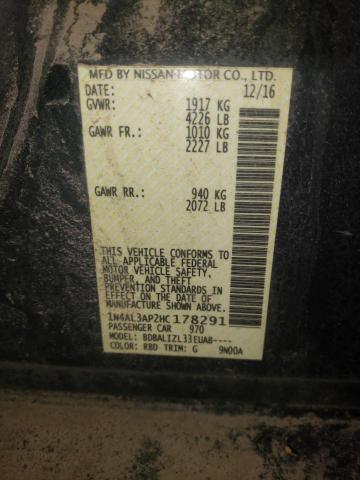 MFD BY NISSAN MOTOR CO., LTD.
DATE: 12/16
GVWR: 1917 KG
4226 LB
GAWR FR: 1010 KG
2227 LB
GAWR RR: 940 KG
2072 LB
THIS VEHICLE CONFORMS TO
ALL APPLICABLE FEDERAL
MOTOR VEHICLE SAFETY,
BUMPER, AND THEFT
PREVENTION STANDARDS IN
EFFECT ON THE DATE OF
MANUFACTURE SHOWN ABOVE.
1N4AL3AP2HC178291
PASSENGER CAR 970
MODEL: BDBALIZL33EUAB----
COLOR: RBD TRIM: G 9N00A